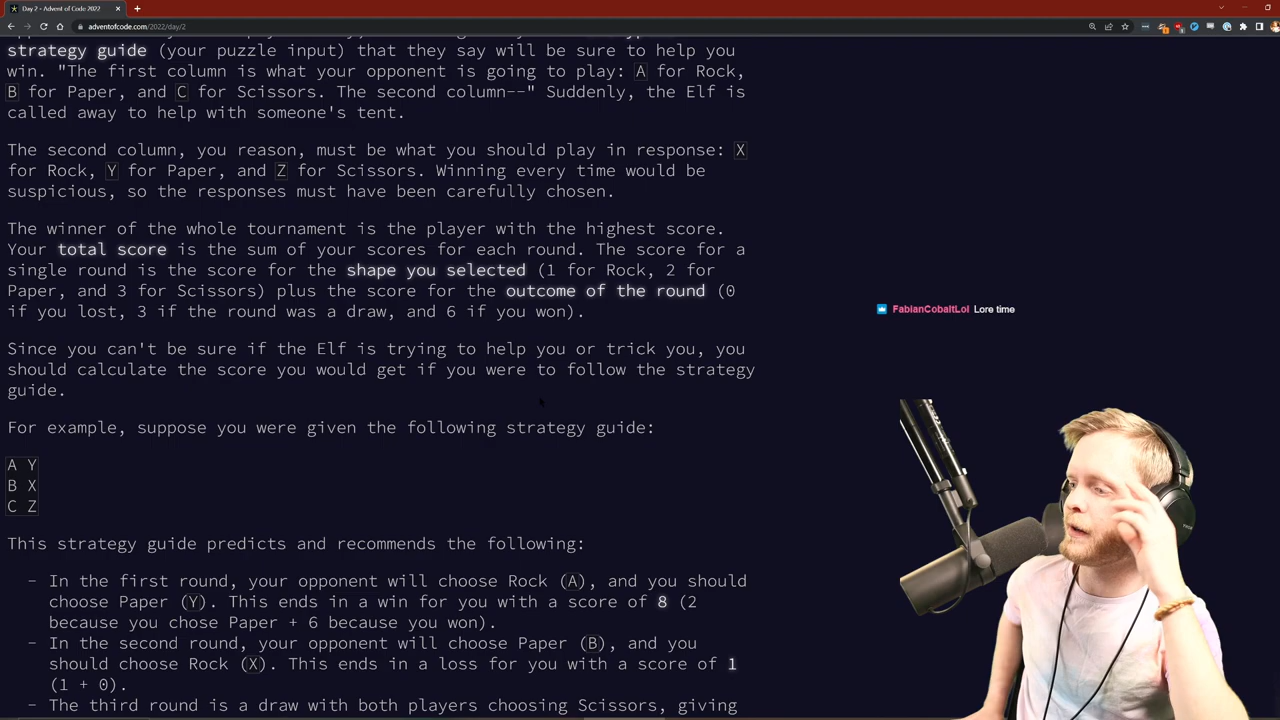 Day 2 - Advent of Code 2022
adventofcode.com/2022/day/2
strategy guide (your puzzle input) that they say will be sure to help you
win. "The first column is what your opponent is going to play: A for Rock,
B for Paper, and C for Scissors. The second column--" Suddenly, the Elf is
called away to help with someone's tent.
The second column, you reason, must be what you should play in response: X
for Rock, Y for Paper, and Z for Scissors. Winning every time would be
suspicious, so the responses must have been carefully chosen.
The winner of the whole tournament is the player with the highest score.
Your total score is the sum of your scores for each round. The score for a
single round is the score for the shape you selected (1 for Rock, 2 for
Paper, and 3 for Scissors) plus the score for the outcome of the round (0
if you lost, 3 if the round was a draw, and 6 if you won).
Since you can't be sure if the Elf is trying to help you or trick you, you
should calculate the score you would get if you were to follow the strategy
guide.
For example, suppose you were given the following strategy guide:
A Y
B X
C Z
This strategy guide predicts and recommends the following:
- In the first round, your opponent will choose Rock (A), and you should
choose Paper (Y). This ends in a win for you with a score of 8 (2
because you chose Paper + 6 because you won).
- In the second round, your opponent will choose Paper (B), and you
should choose Rock (X). This ends in a loss for you with a score of 1
(1 + 0).
- The third round is a draw with both players choosing Scissors, giving
FabianCobaltLol Lore time